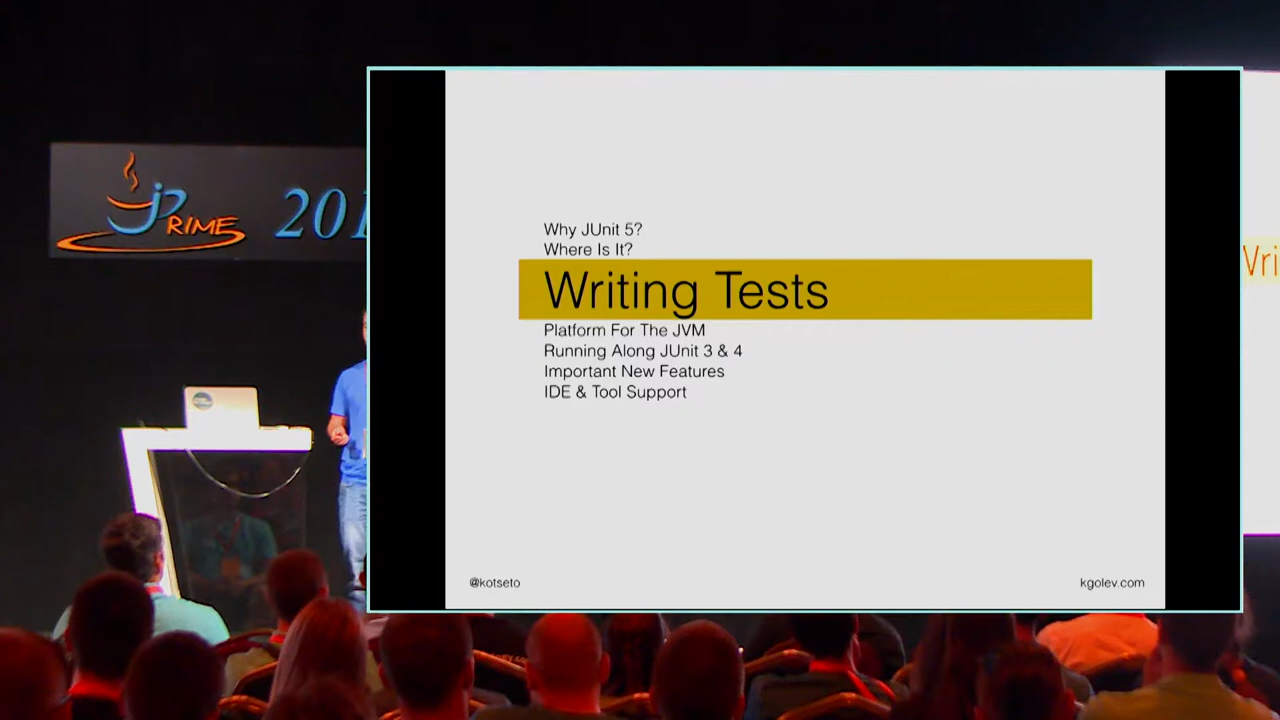 jPRIME 201
Why JUnit 5?
Where Is It?
Writing Tests
Platform For The JVM
Running Along JUnit 3 & 4
Important New Features
IDE & Tool Support
@kotseto
kgolev.com
Wri